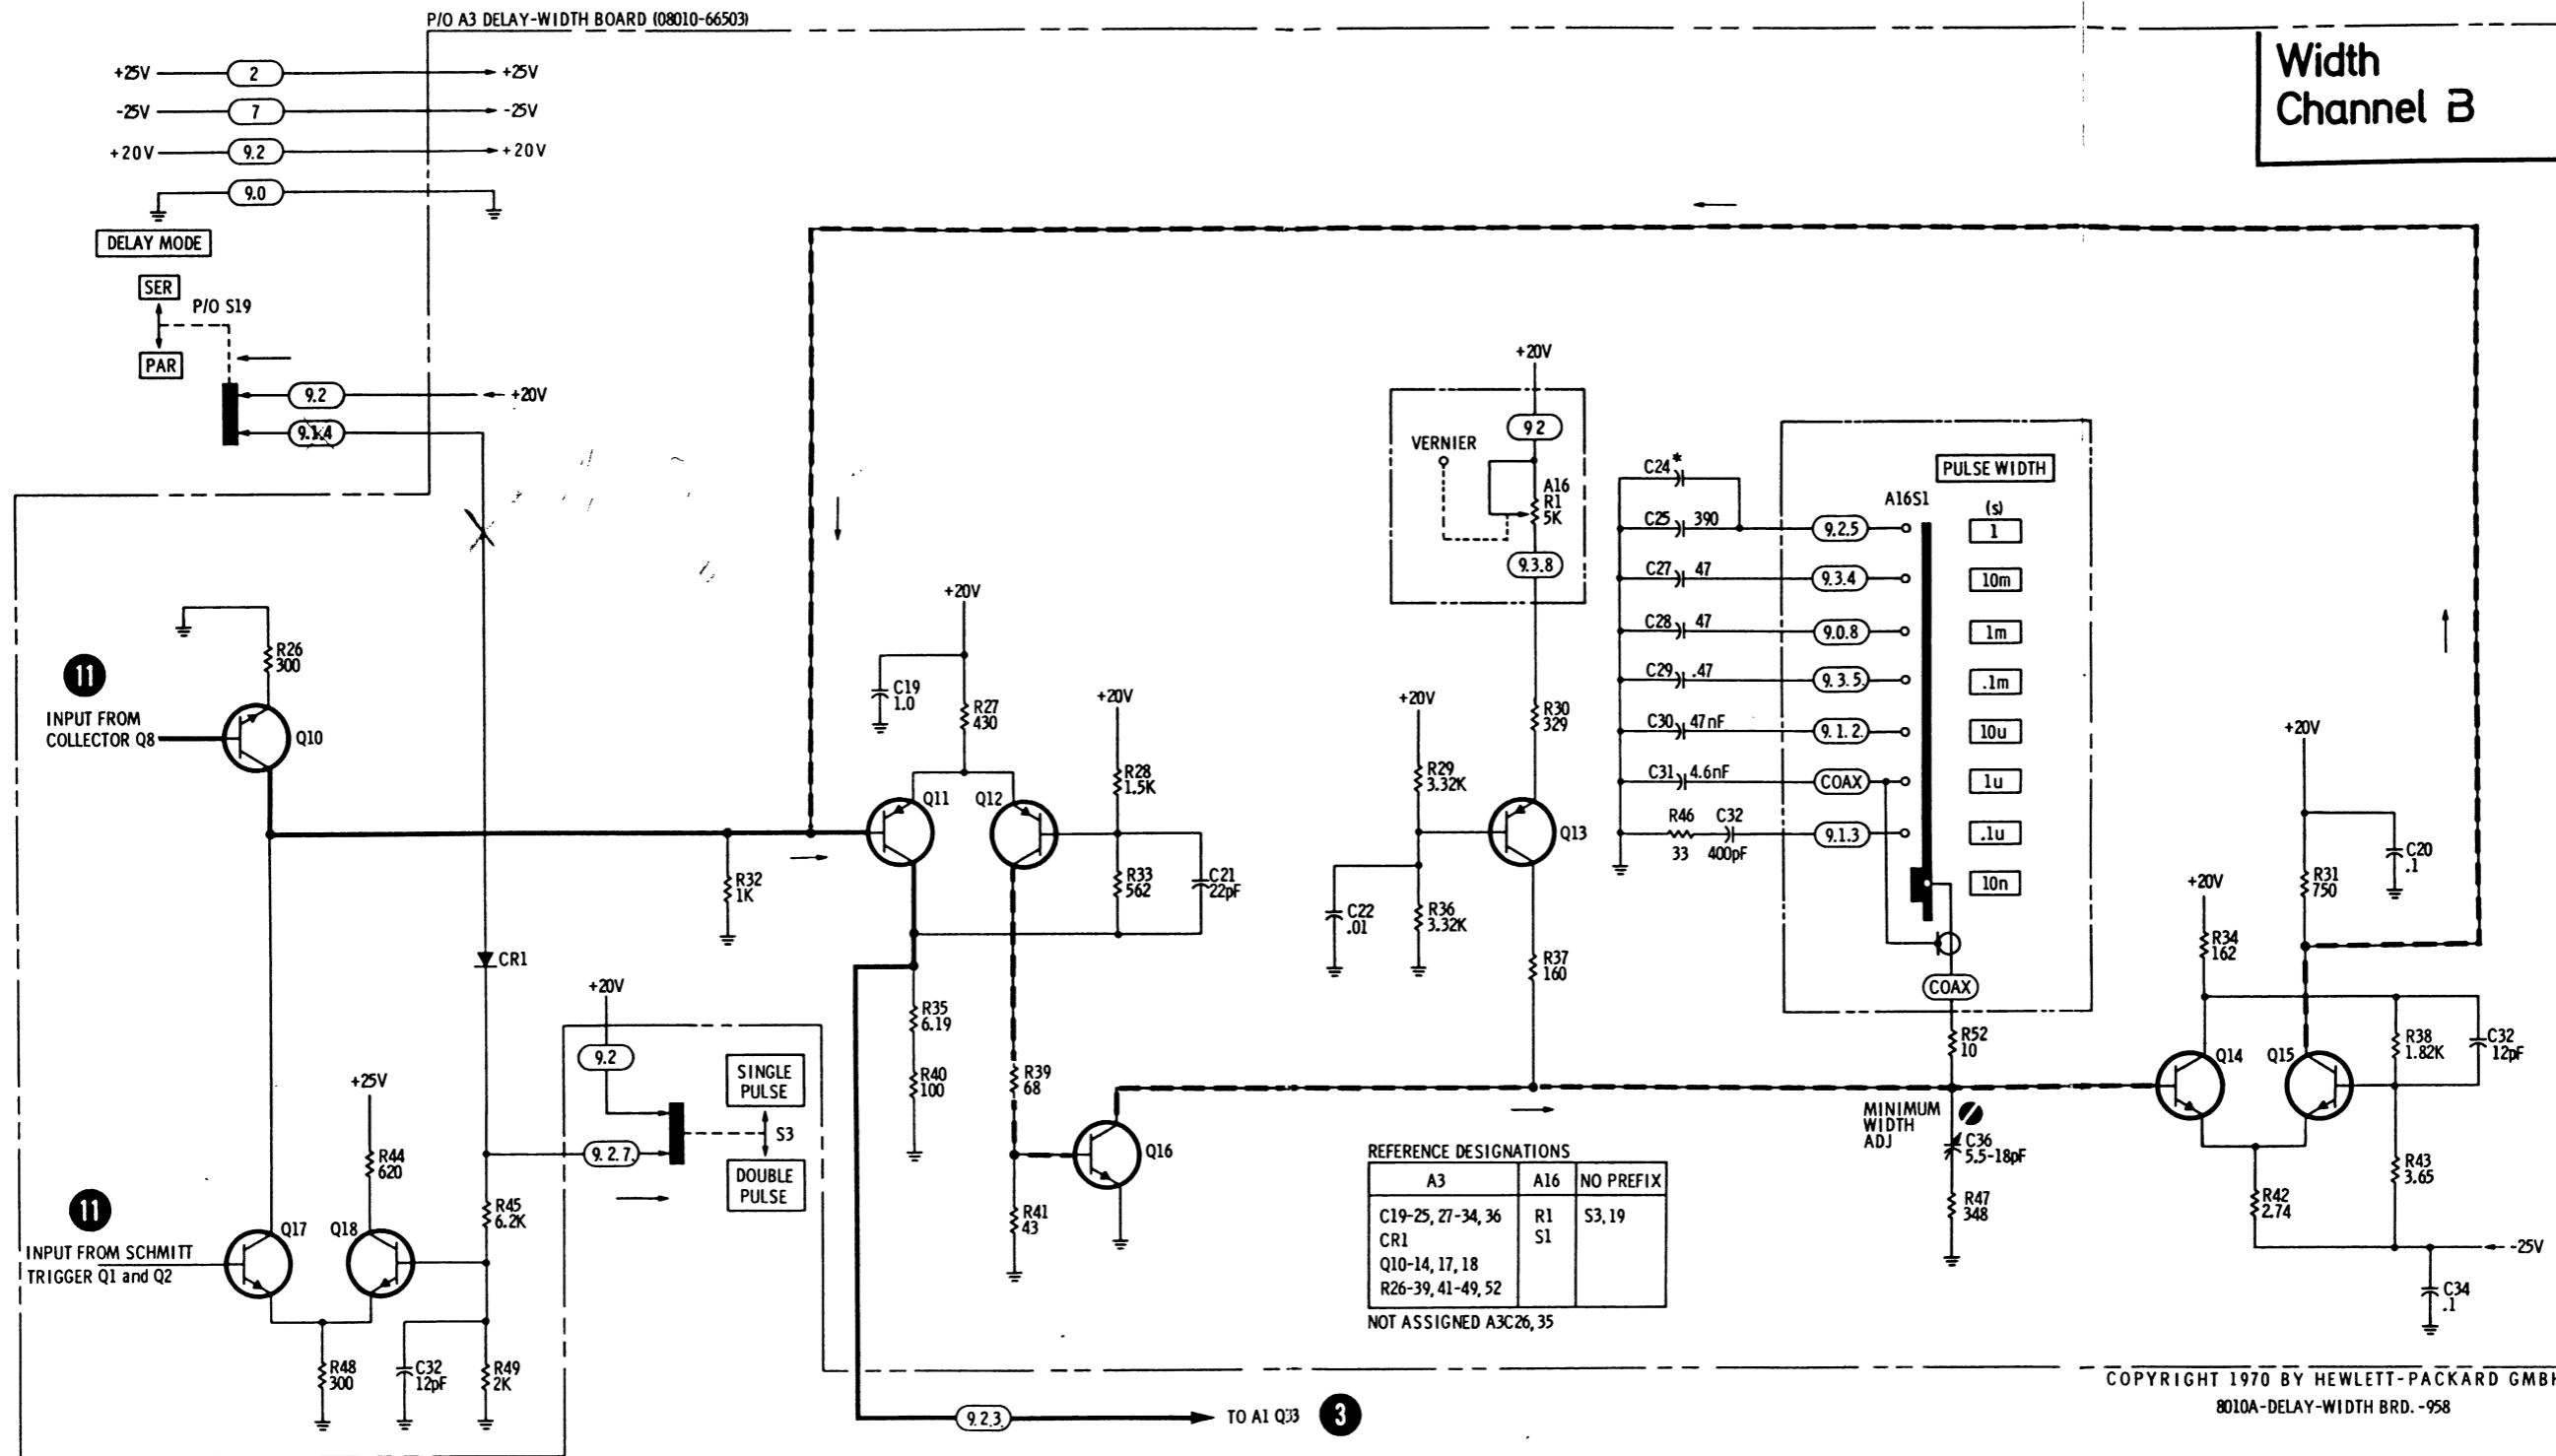 P/O A3 DELAY-WIDTH BOARD (08010-66503)
Width
Channel B
+25V 2 +25V
-25V 7 -25V
+20V 9.2 +20V
9.0
DELAY MODE
SER
P/O S19
PAR
9.2 +20V
9.1.4
11
INPUT FROM
COLLECTOR Q8
R26
300
Q10
+20V
C19
1.0
R27
430
Q11
Q12
+20V
R28
1.5K
R33
562
C21
22pF
R32
1K
CR1
R35
6.19
R40
100
R39
68
R41
43
Q16
+20V
9.2
9.2.7.
SINGLE
PULSE
S3
DOUBLE
PULSE
+25V
R44
620
R45
6.2K
11
INPUT FROM SCHMITT
TRIGGER Q1 and Q2
Q17
Q18
R48
300
C32
12pF
R49
2K
9.2.3.
TO A1 Q33
3
+20V
92
VERNIER
A16
R1
5K
9.3.8
R30
329
+20V
R29
3.32K
Q13
C22
.01
R36
3.32K
R37
160
PULSE WIDTH
A16S1
(s)
C24*
C25 390 9.2.5 1
C27 47 9.3.4 10m
C28 .47 9.0.8 1m
C29 .47 9.3.5. .1m
C30 47nF 9.1.2. 10u
C31 4.6nF COAX 1u
R46 33 C32 400pF 9.1.3 .1u
10n
COAX
R52
10
MINIMUM
WIDTH
ADJ
C36
5.5-18pF
R47
348
+20V
R34
162
+20V
R31
750
C20
.1
Q14
Q15
R38
1.82K
C32
12pF
R43
3.65
R42
2.74
-25V
C34
.1
REFERENCE DESIGNATIONS
A3 A16 NO PREFIX
C19-25, 27-34, 36 R1 S3, 19
CR1 S1
Q10-14, 17, 18
R26-39, 41-49, 52
NOT ASSIGNED A3C26, 35
COPYRIGHT 1970 BY HEWLETT-PACKARD GMBH
8010A-DELAY-WIDTH BRD. -958